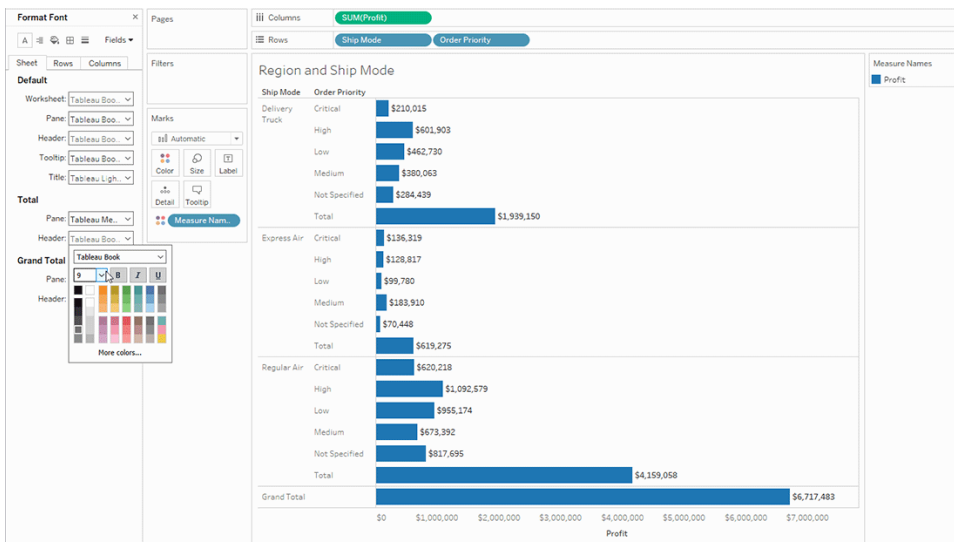 Format Font ×
A Fields
Sheet Rows Columns
Default
Worksheet: Tableau Boo..
Pane: Tableau Boo..
Header: Tableau Boo..
Tooltip: Tableau Boo..
Title: Tableau Ligh..
Total
Pane: Tableau Me..
Header: Tableau Boo..
Grand Total
Pane:
Header:
Tableau Book
9 B I U
More colors...
Pages
Filters
Marks
Automatic
Color Size Label
Detail Tooltip
Measure Nam..
Columns SUM(Profit)
Rows Ship Mode Order Priority
Region and Ship Mode
Ship Mode Order Priority
Delivery Truck
Critical $210,015
High $601,903
Low $462,730
Medium $380,063
Not Specified $284,439
Total $1,939,150
Express Air Critical $136,319
High $128,817
Low $99,780
Medium $183,910
Not Specified $70,448
Total $619,275
Regular Air Critical $620,218
High $1,092,579
Low $955,174
Medium $673,392
Not Specified $817,695
Total $4,159,058
Grand Total $6,717,483
$0 $1,000,000 $2,000,000 $3,000,000 $4,000,000 $5,000,000 $6,000,000 $7,000,000
Profit
Measure Names
Profit